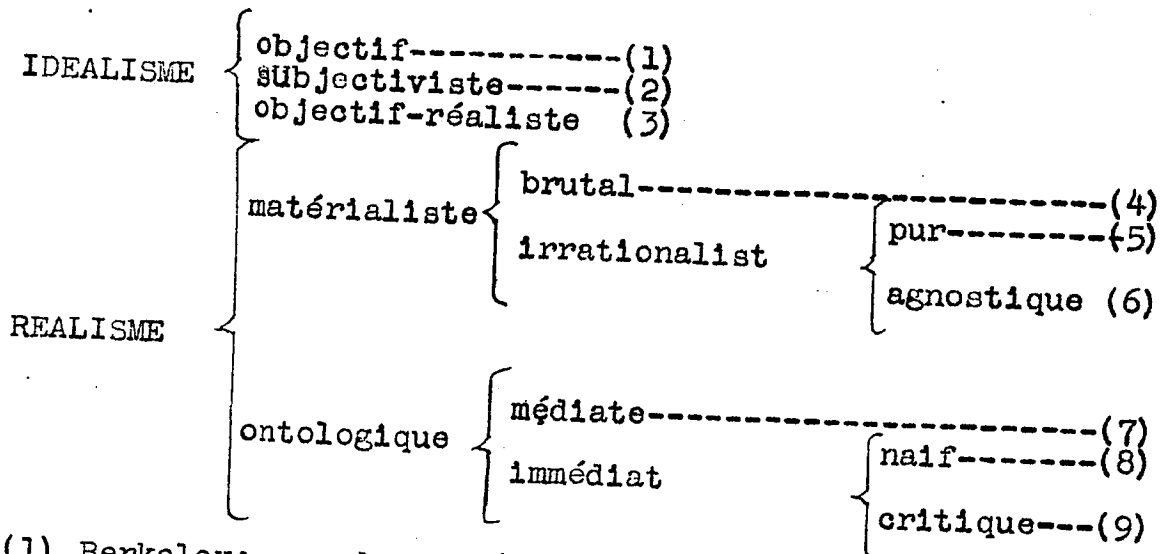 IDEALISME
objectif-----------(1)
sUbjectiviste------(2)
objectif-réaliste (3)
matérialiste
brutal--------------------------(4)
irrationalist
pur---------(5)
agnostique (6)
REALISME
ontologique
médiate-------------------------(7)
immédiat
naif-------(8)
critique---(9)
(1)